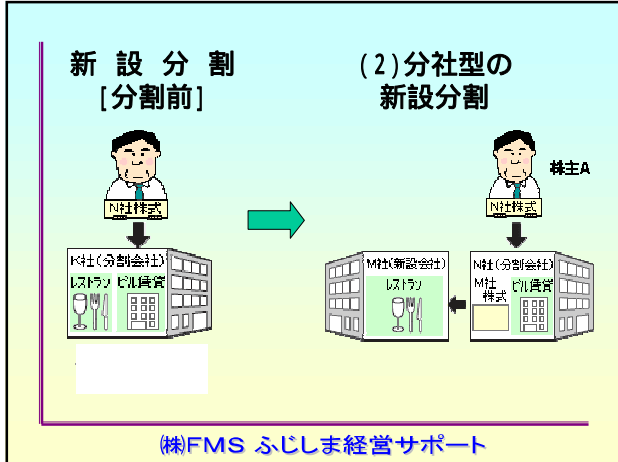 新設分割
[分割前]
N社株式
K社(分割会社)
レストラン
ビル賃貸
(2)分社型の
新設分割
株主A
N社株式
M社(新設会社)
レストラン
N社(分割会社)
M社
株式
ビル賃貸
㈱FMS ふじしま経営サポート